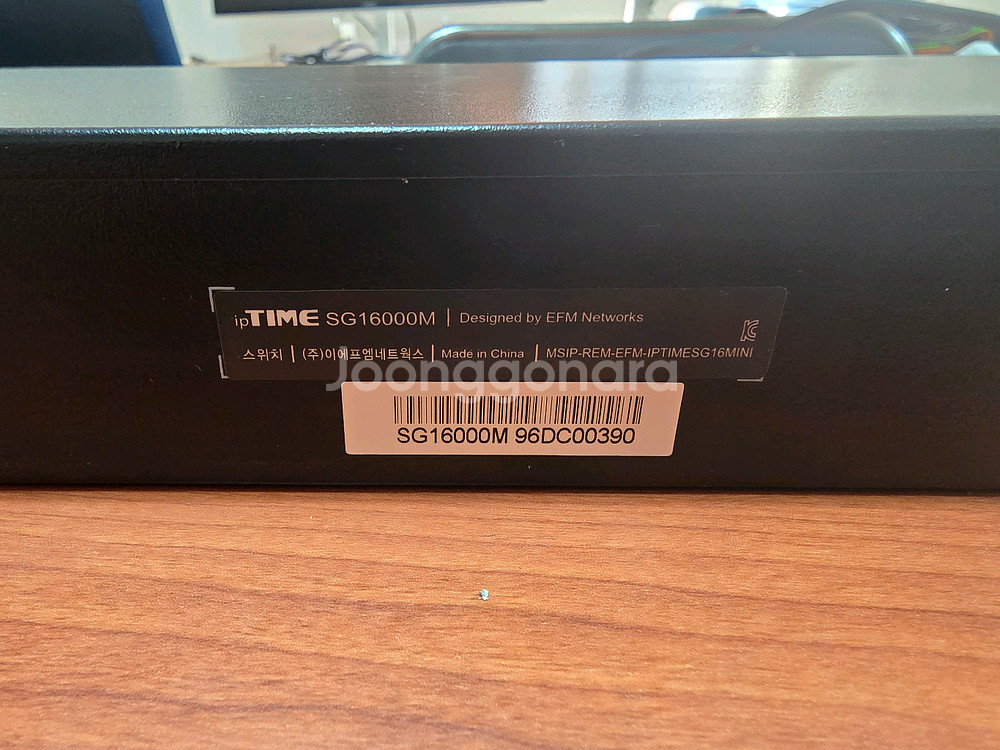 ipTIME SG16000M | Designed by EFM Networks
스위치 | (주)이에프엠네트웍스 | Made in China | MSIP-REM-EFM-IPTIMESG16MINI
Joonggonara
SG16000M 96DC00390